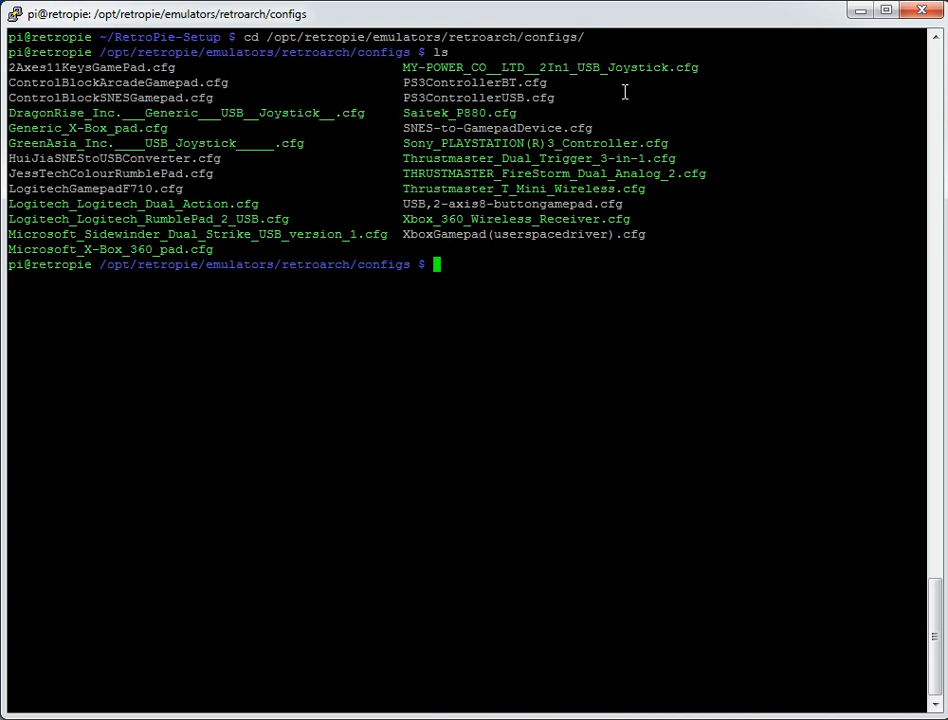 pi@retropie: /opt/retropie/emulators/retroarch/configs
pi@retropie ~/RetroPie-Setup $ cd /opt/retropie/emulators/retroarch/configs/
pi@retropie /opt/retropie/emulators/retroarch/configs $ ls
2Axes11KeysGamePad.cfg MY-POWER_CO__LTD__2In1_USB_Joystick.cfg
ControlBlockArcadeGamepad.cfg PS3ControllerBT.cfg
ControlBlockSNESGamepad.cfg PS3ControllerUSB.cfg
DragonRise_Inc.___Generic___USB__Joystick__.cfg Saitek_P880.cfg
Generic_X-Box_pad.cfg SNES-to-GamepadDevice.cfg
GreenAsia_Inc.____USB_Joystick_____.cfg Sony_PLAYSTATION(R)3_Controller.cfg
HuiJiaSNEStoUSBConverter.cfg Thrustmaster_Dual_Trigger_3-in-1.cfg
JessTechColourRumblePad.cfg THRUSTMASTER_FireStorm_Dual_Analog_2.cfg
LogitechGamepadF710.cfg Thrustmaster_T_Mini_Wireless.cfg
Logitech_Logitech_Dual_Action.cfg USB,2-axis8-buttongamepad.cfg
Logitech_Logitech_RumblePad_2_USB.cfg Xbox_360_Wireless_Receiver.cfg
Microsoft_Sidewinder_Dual_Strike_USB_version_1.cfg XboxGamepad(userspacedriver).cfg
Microsoft_X-Box_360_pad.cfg
pi@retropie /opt/retropie/emulators/retroarch/configs $